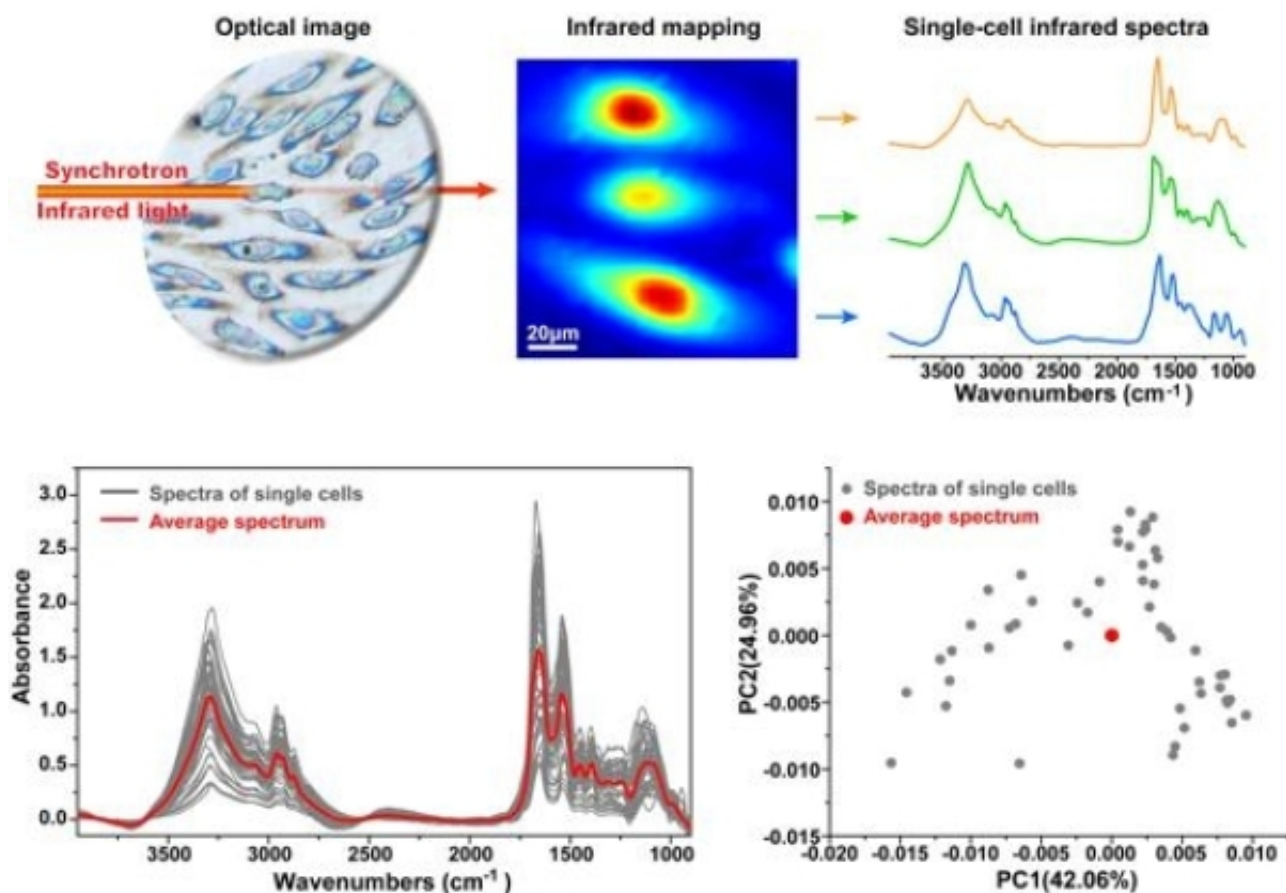 Optical image
Infrared mapping
Single-cell infrared spectra
Synchrotron
Infrared light
20μm
3500 3000 2500 2000 1500 1000
Wavenumbers (cm⁻¹)
Spectra of single cells
Average spectrum
3.0
2.5
2.0
1.5
1.0
0.5
0.0
Absorbance
3500 3000 2500 2000 1500 1000
Wavenumbers (cm⁻¹)
Spectra of single cells
Average spectrum
0.010
0.005
0.000
-0.005
-0.010
-0.015
PC2(24.96%)
-0.020 -0.015 -0.010 -0.005 0.000 0.005 0.010
PC1(42.06%)